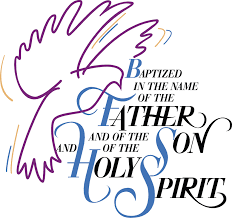 Baptized
in the name
of the
Father
and of the Son
and of the
Holy
Spirit